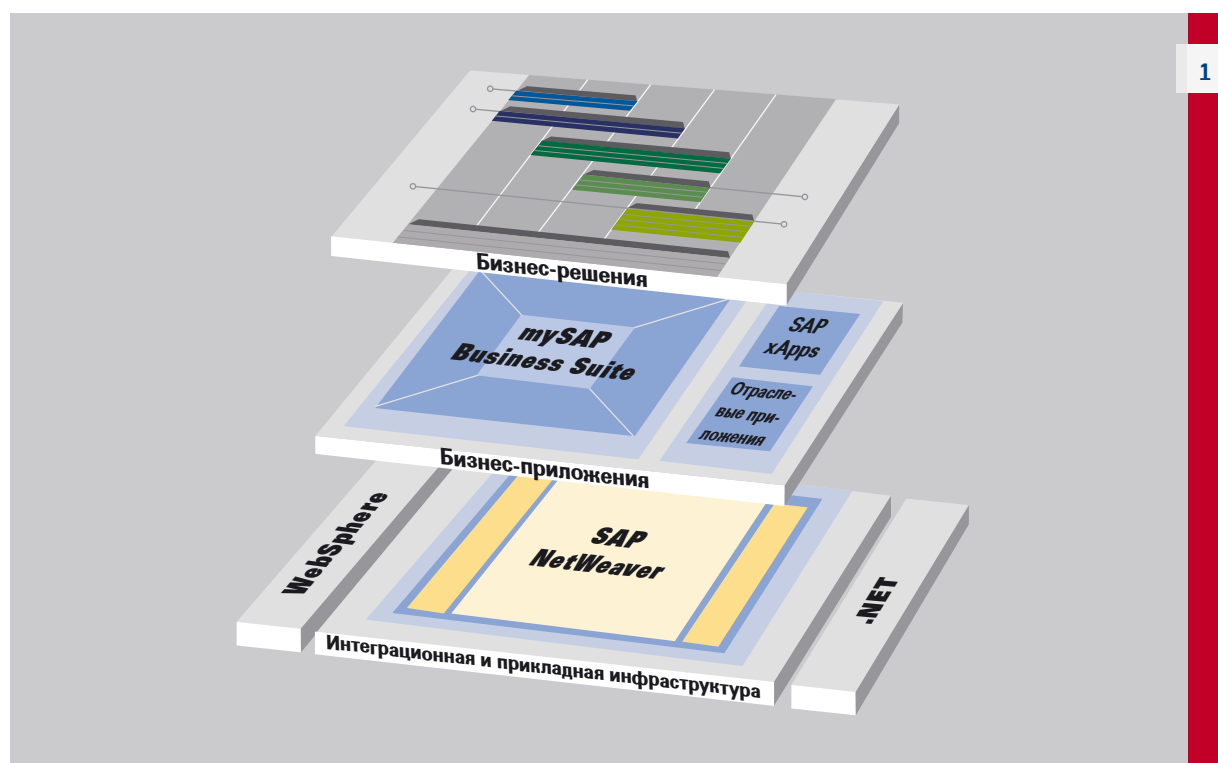 1
Бизнес-решения
mySAP
Business Suite
SAP
xApps
Отрасле-
вые при-
ложения
Бизнес-приложения
WebSphere
SAP
NetWeaver
.NET
Интеграционная и прикладная инфраструктура